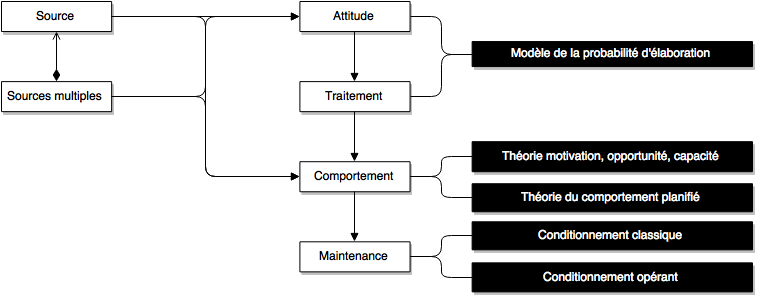 Source
Attitude
Modèle de la probabilité d'élaboration
Sources multiples
Traitement
Théorie motivation, opportunité, capacité
Comportement
Théorie du comportement planifié
Conditionnement classique
Maintenance
Conditionnement opérant